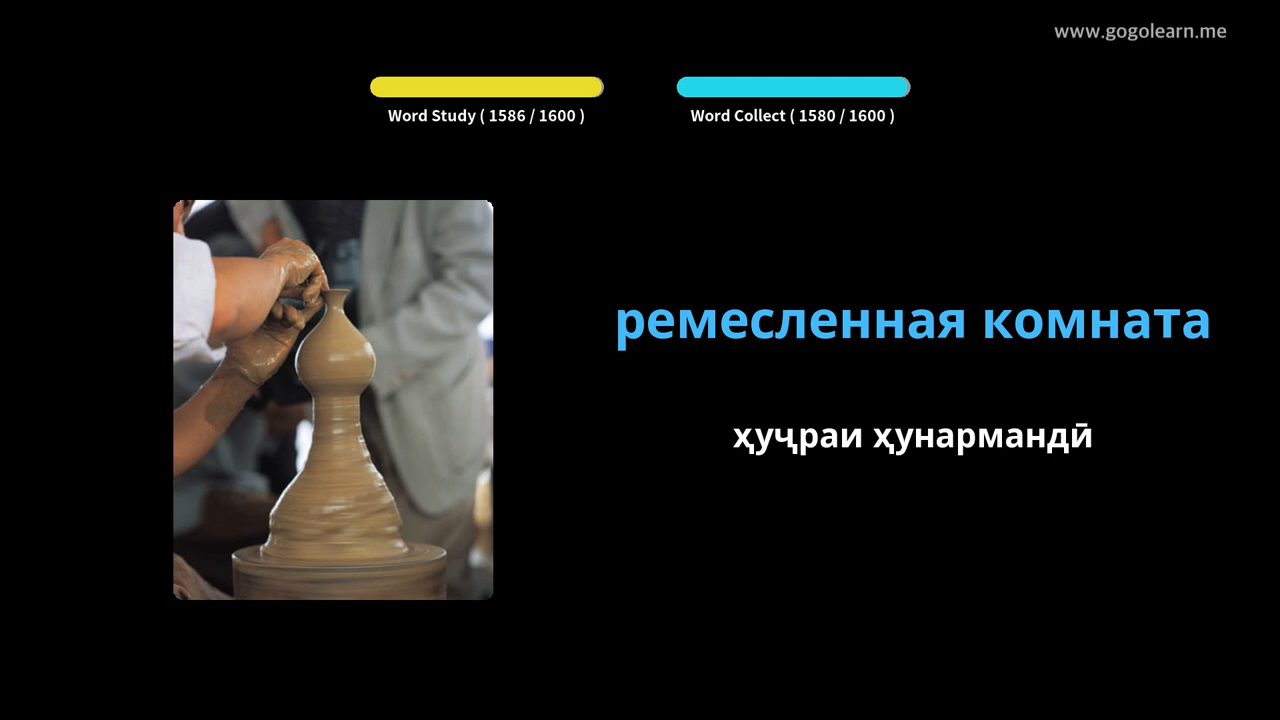 www.gogolearn.me
Word Study ( 1586 / 1600 )
Word Collect ( 1580 / 1600 )
ремесленная комната
ҳуҷраи ҳунармандӣ